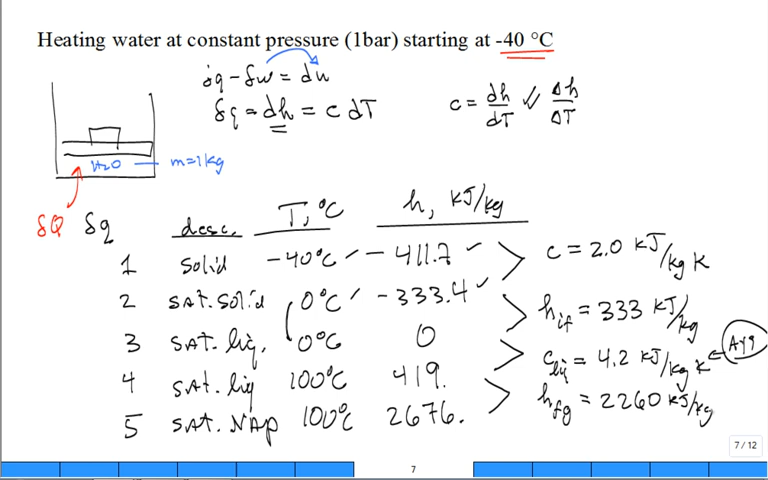 Heating water at constant pressure (1bar) starting at -40 °C
δq - δw = du
δq = dh = c dT
c = dh/dT ≈ Δh/ΔT
H2O
m=1kg
δQ δq
desc. T, °C h, kJ/kg
1 Solid -40°C -411.7
c = 2.0 kJ/kg K
2 SAT. Solid 0°C -333.4
hif = 333 kJ/kg
3 SAT. liq. 0°C 0
cliq = 4.2 kJ/kg K
AVG
4 SAT. liq 100°C 419.
hfg = 2260 kJ/kg
5 SAT. VAP 100°C 2676.
7/12
7